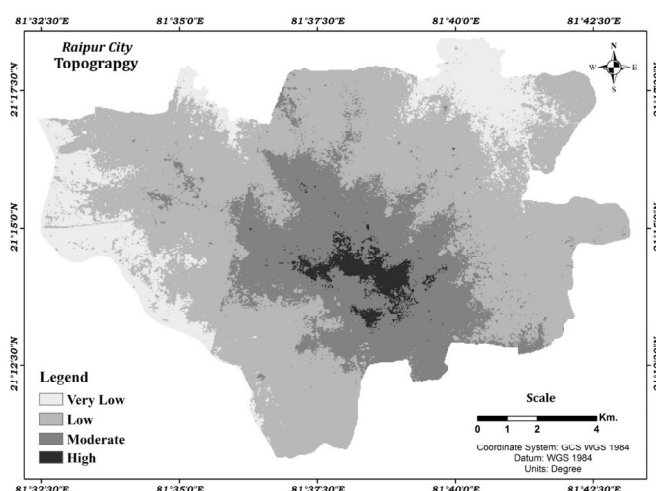 81°32'30"E 81°35'0"E 81°37'30"E 81°40'0"E 81°42'30"E
Raipur City
Topograpgy
N
W E
S
21°17'30"N
21°15'0"N
21°12'30"N
Legend
Very Low
Low
Moderate
High
Scale
0 1 2 4 Km.
Coordinate System: GCS WGS 1984
Datum: WGS 1984
Units: Degree
81°32'30"E 81°35'0"E 81°37'30"E 81°40'0"E 81°42'30"E